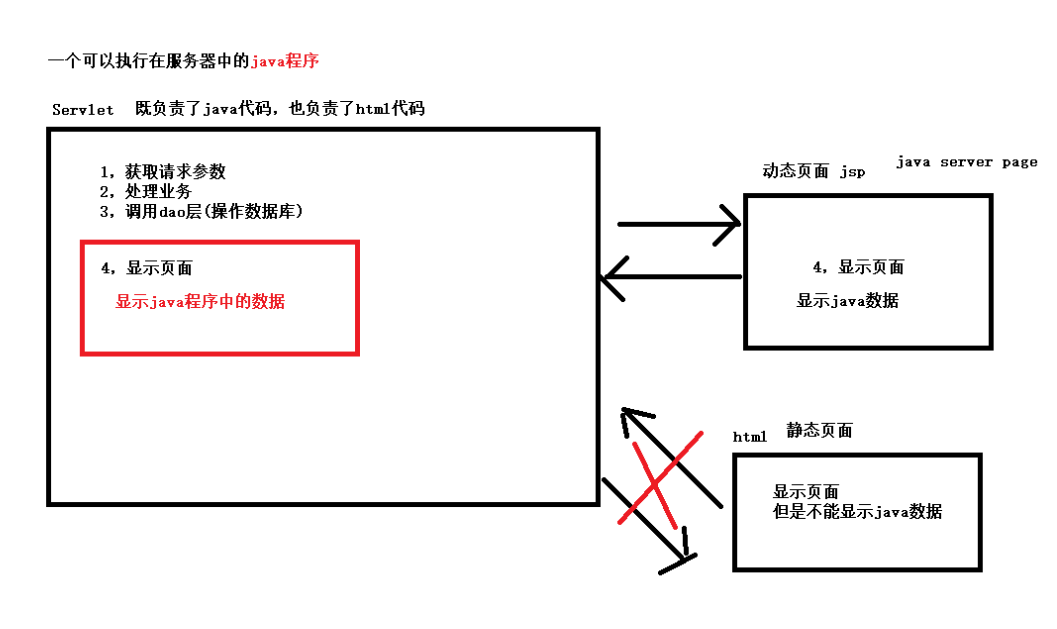 一个可以执行在服务器中的java程序
Servlet 既负责了java代码，也负责了html代码
1，获取请求参数
2，处理业务
3，调用dao层(操作数据库)
4，显示页面
显示java程序中的数据
动态页面 jsp java server page
4，显示页面
显示java数据
html 静态页面
显示页面
但是不能显示java数据